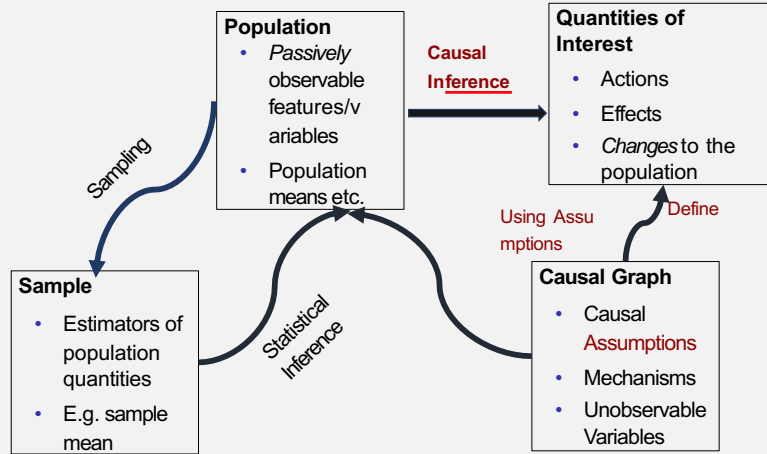 Population
• Passively
observable
features/v
ariables
• Population
means etc.
Causal
Inference
Quantities of
Interest
• Actions
• Effects
• Changes to the
population
Sampling
Using Assu
mptions
Define
Sample
• Estimators of
population
quantities
• E.g. sample
mean
Statistical
Inference
Causal Graph
• Causal
Assumptions
• Mechanisms
• Unobservable
Variables